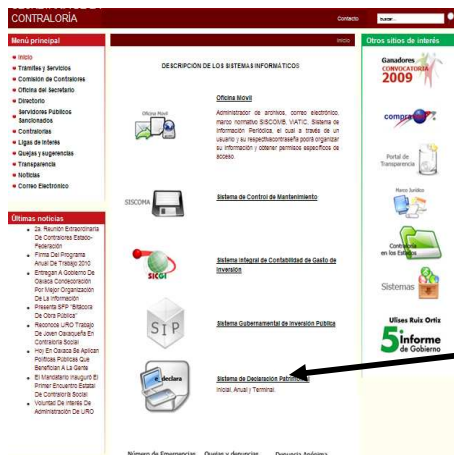 CONTRALORÍA
Contacto
buscar...
Menú principal
Inicio
Trámites y Servicios
Comisión de Contralores
Oficina del Secretario
Directorio
Servidores Públicos
Sancionados
Contralorías
Ligas de Interés
Quejas y sugerencias
Transparencia
Noticias
Correo Electrónico
Últimas noticias
2a. Reunión Extraordinaria
De Contralores Estado-
Federación
Firma Del Programa
Anual De Trabajo 2010
Entregan A Gobierno De
Oaxaca Condecoración
Por Mejor Organización
De La Información
Presenta SFP "Bitácora
De Obra Pública"
Reconoce URO Trabajo
De Joven Oaxaqueña En
Contraloría Social
Hoy En Oaxaca Se Aplican
Políticas Públicas Que
Benefician A La Gente
El Mandatario Inauguró El
Primer Encuentro Estatal
De Contraloría Social
Voluntad De Interés De
Administración De URO
Inicio
DESCRIPCIÓN DE LOS SISTEMAS INFORMÁTICOS
Oficina Movil
Oficina Movil
Administrador de archivos, correo electrónico,
marco normativo SISCOMB, VIATIC, Sistema de
Información Periódica, el cual a través de un
usuario y su respectivacontraseña podrá organizar
su información y obtener permisos específicos de
acceso.
SISCOMA
Sistema de Control de Mantenimiento
SICGI
Sistema Integral de Contabilidad de Gasto de
Inversión
SIP
Sistema Gubernamental de Inversión Pública
e_declara
Sistema de Declaración Patrimonial
Inicial, Anual y Terminal.
Número de Emergencias
Quejas y denuncias
Denuncia Anónima
Otros sitios de interés
Ganadores
CONVOCATORIA
2009
Portal de
Transparencia
Marco Jurídico
Contraloría
en los Estados
Sistemas
Ulises Ruiz Ortiz
5informe
de Gobierno